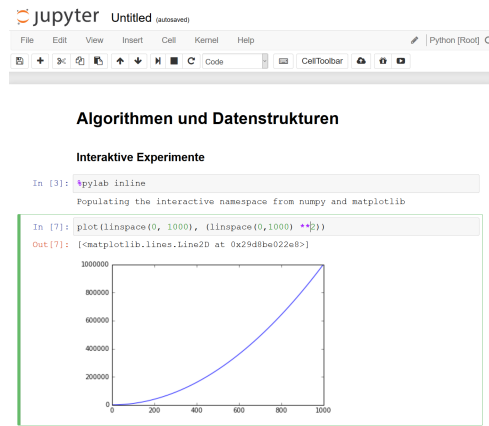 jupyter Untitled (autosaved)
File Edit View Insert Cell Kernel Help Python [Root]
Code CellToolbar
Algorithmen und Datenstrukturen
Interaktive Experimente
In [3]: %pylab inline
Populating the interactive namespace from numpy and matplotlib
In [7]: plot(linspace(0, 1000), (linspace(0,1000) **2))
Out[7]: [<matplotlib.lines.Line2D at 0x29d8be022e8>]
1000000
800000
600000
400000
200000
0
0 200 400 600 800 1000